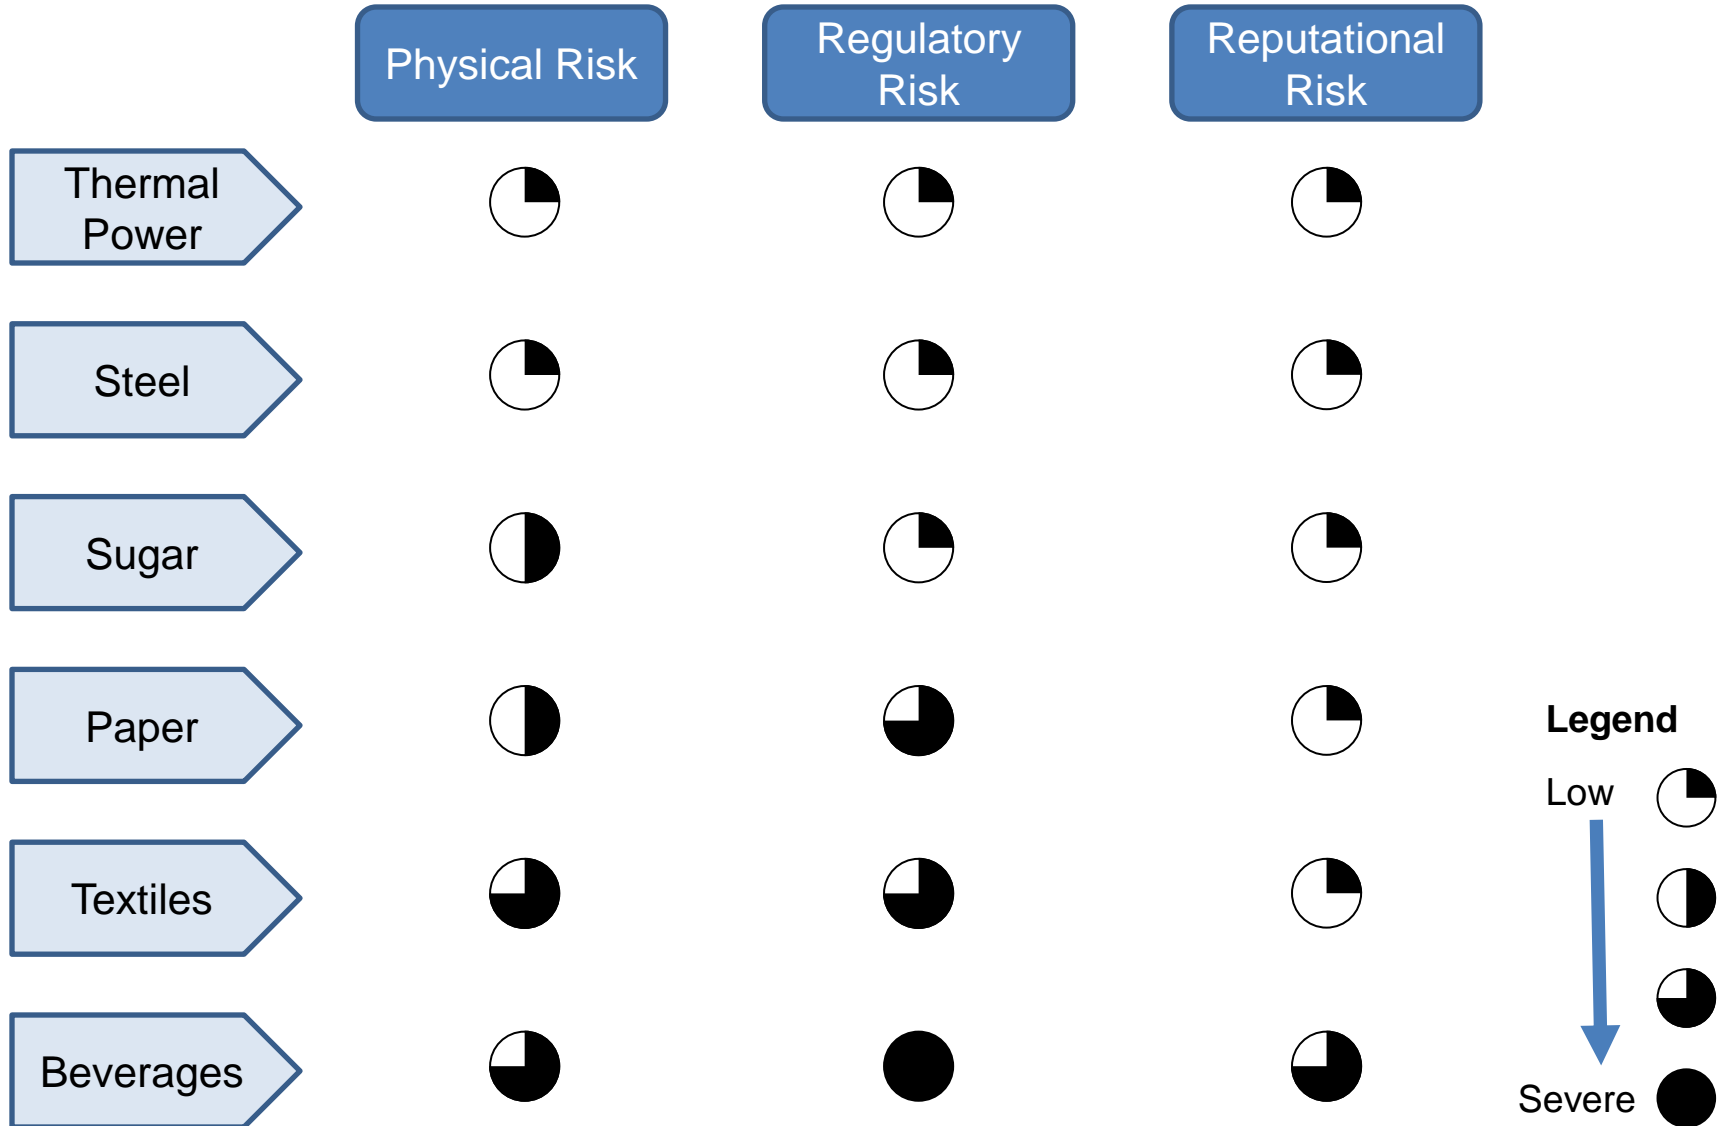 Physical Risk
Regulatory
Risk
Reputational
Risk
Thermal
Power
Steel
Sugar
Paper
Textiles
Beverages
Legend
Low
Severe